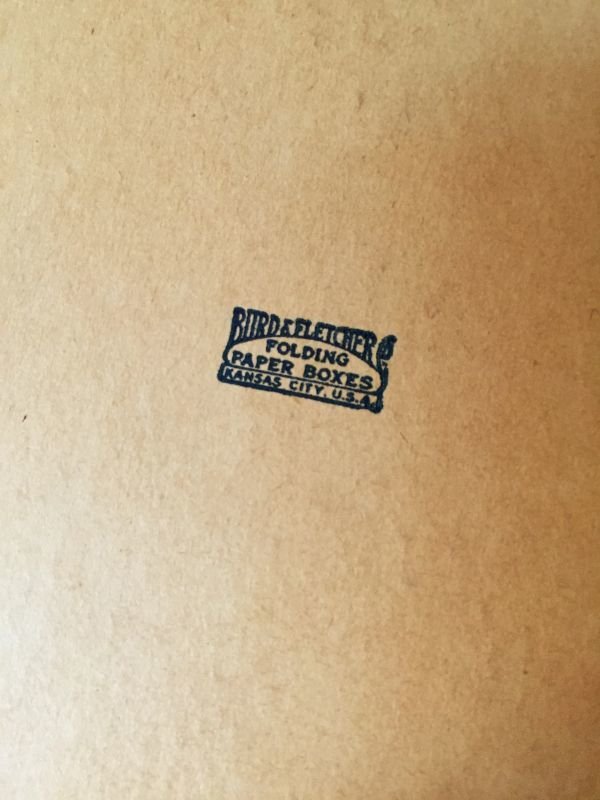 BURD & FLETCHER Co
FOLDING
PAPER BOXES
KANSAS CITY, U.S.A.